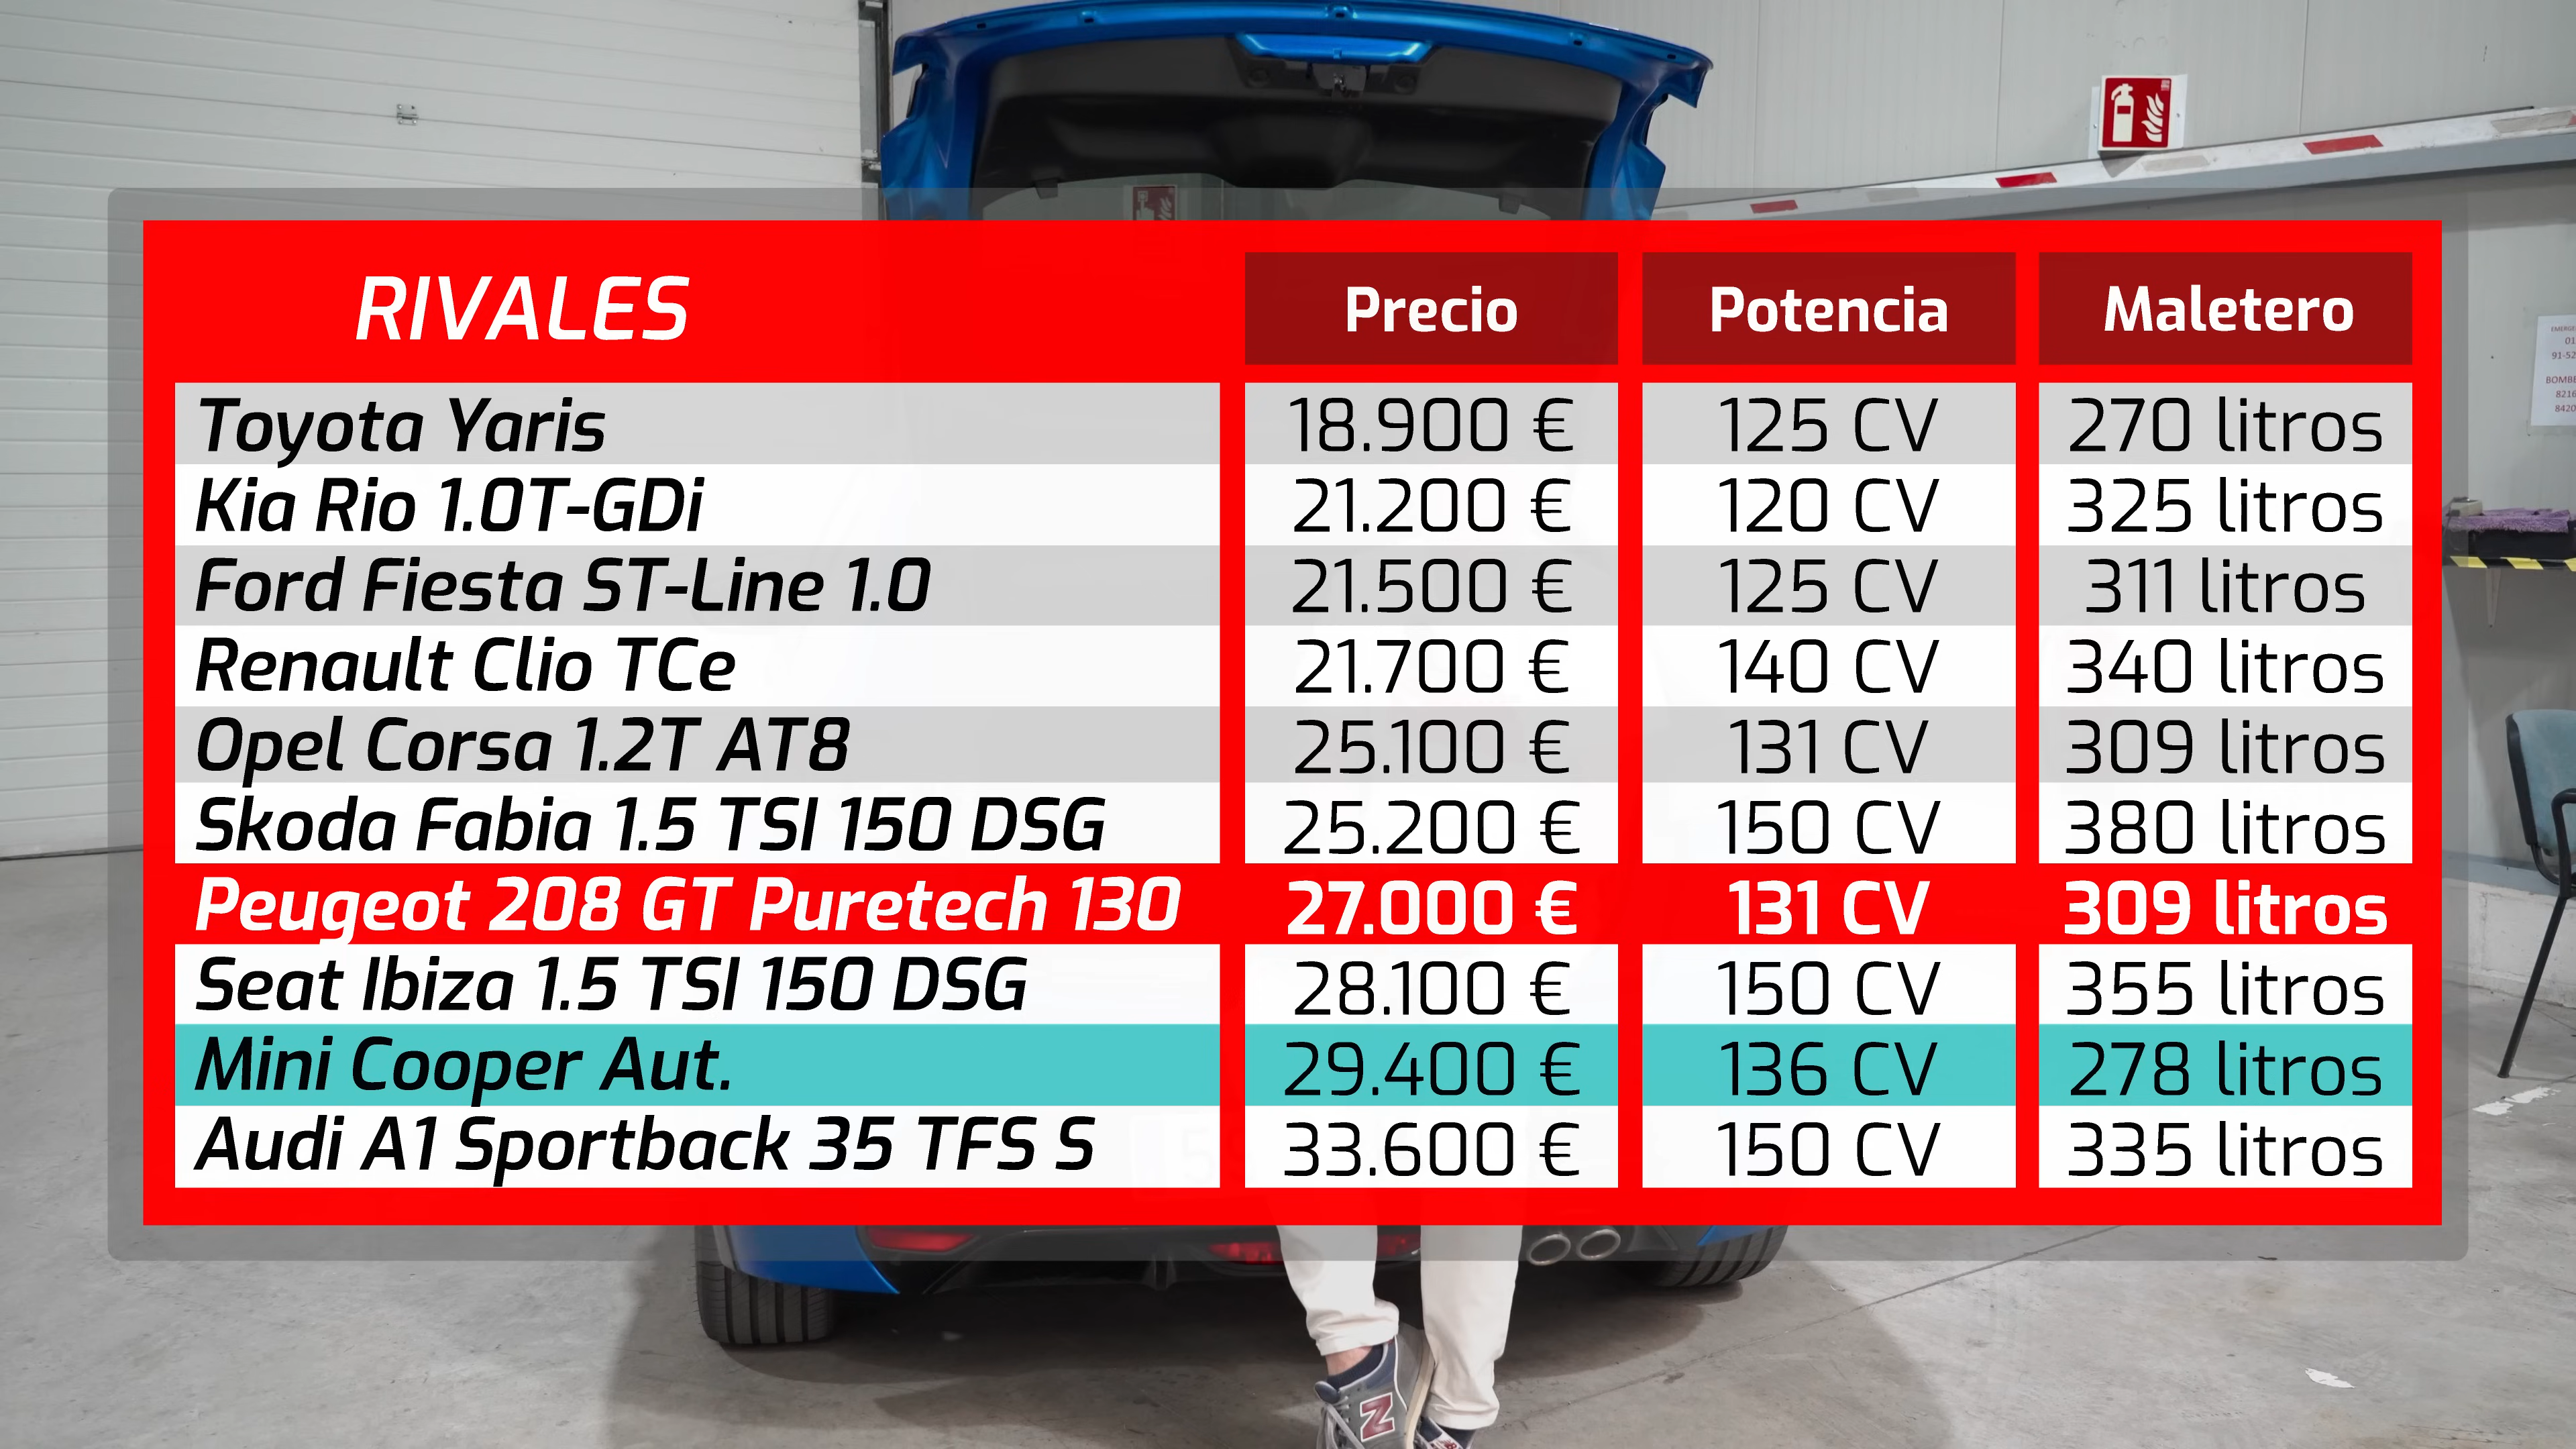 RIVALES Precio Potencia Maletero
Toyota Yaris 18.900 € 125 CV 270 litros
Kia Rio 1.0T-GDi 21.200 € 120 CV 325 litros
Ford Fiesta ST-Line 1.0 21.500 € 125 CV 311 litros
Renault Clio TCe 21.700 € 140 CV 340 litros
Opel Corsa 1.2T AT8 25.100 € 131 CV 309 litros
Skoda Fabia 1.5 TSI 150 DSG 25.200 € 150 CV 380 litros
Peugeot 208 GT Puretech 130 27.000 € 131 CV 309 litros
Seat Ibiza 1.5 TSI 150 DSG 28.100 € 150 CV 355 litros
Mini Cooper Aut. 29.400 € 136 CV 278 litros
Audi A1 Sportback 35 TFS S 33.600 € 150 CV 335 litros
N